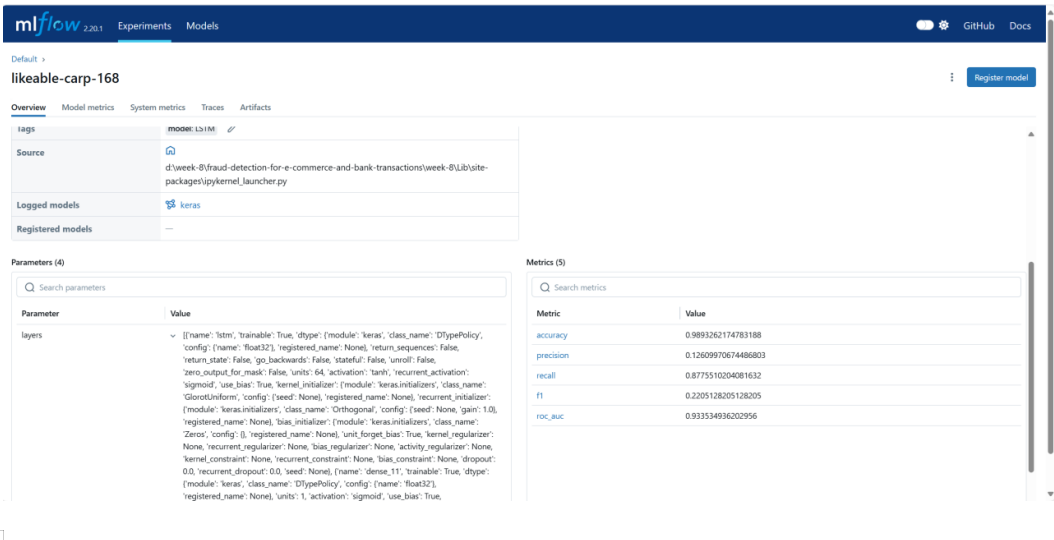 mlflow 2.20.1 Experiments Models GitHub Docs
Default >
likeable-carp-168
Register model
Overview Model metrics System metrics Traces Artifacts
Tags model: LSTM
Source
d:\week-8\fraud-detection-for-e-commerce-and-bank-transactions\week-8\Lib\site-
packages\ipykernel_launcher.py
Logged models keras
Registered models —
Parameters (4)
Search parameters
Parameter Value
layers [{'name': 'lstm', 'trainable': True, 'dtype': {'module': 'keras', 'class_name': 'DTypePolicy',
'config': {'name': 'float32'}, 'registered_name': None}, 'return_sequences': False,
'return_state': False, 'go_backwards': False, 'stateful': False, 'unroll': False,
'zero_output_for_mask': False, 'units': 64, 'activation': 'tanh', 'recurrent_activation':
'sigmoid', 'use_bias': True, 'kernel_initializer': {'module': 'keras.initializers', 'class_name':
'GlorotUniform', 'config': {'seed': None}, 'registered_name': None}, 'recurrent_initializer':
{'module': 'keras.initializers', 'class_name': 'Orthogonal', 'config': {'seed': None, 'gain': 1.0},
'registered_name': None}, 'bias_initializer': {'module': 'keras.initializers', 'class_name':
'Zeros', 'config': {}, 'registered_name': None}, 'unit_forget_bias': True, 'kernel_regularizer':
None, 'recurrent_regularizer': None, 'bias_regularizer': None, 'activity_regularizer': None,
'kernel_constraint': None, 'recurrent_constraint': None, 'bias_constraint': None, 'dropout':
0.0, 'recurrent_dropout': 0.0, 'seed': None}, {'name': 'dense_11', 'trainable': True, 'dtype':
{'module': 'keras', 'class_name': 'DTypePolicy', 'config': {'name': 'float32'},
'registered_name': None}, 'units': 1, 'activation': 'sigmoid', 'use_bias': True,
Metrics (5)
Search metrics
Metric Value
accuracy 0.9893262174783188
precision 0.12609970674486803
recall 0.8775510204081632
f1 0.2205128205128205
roc_auc 0.933534936202956